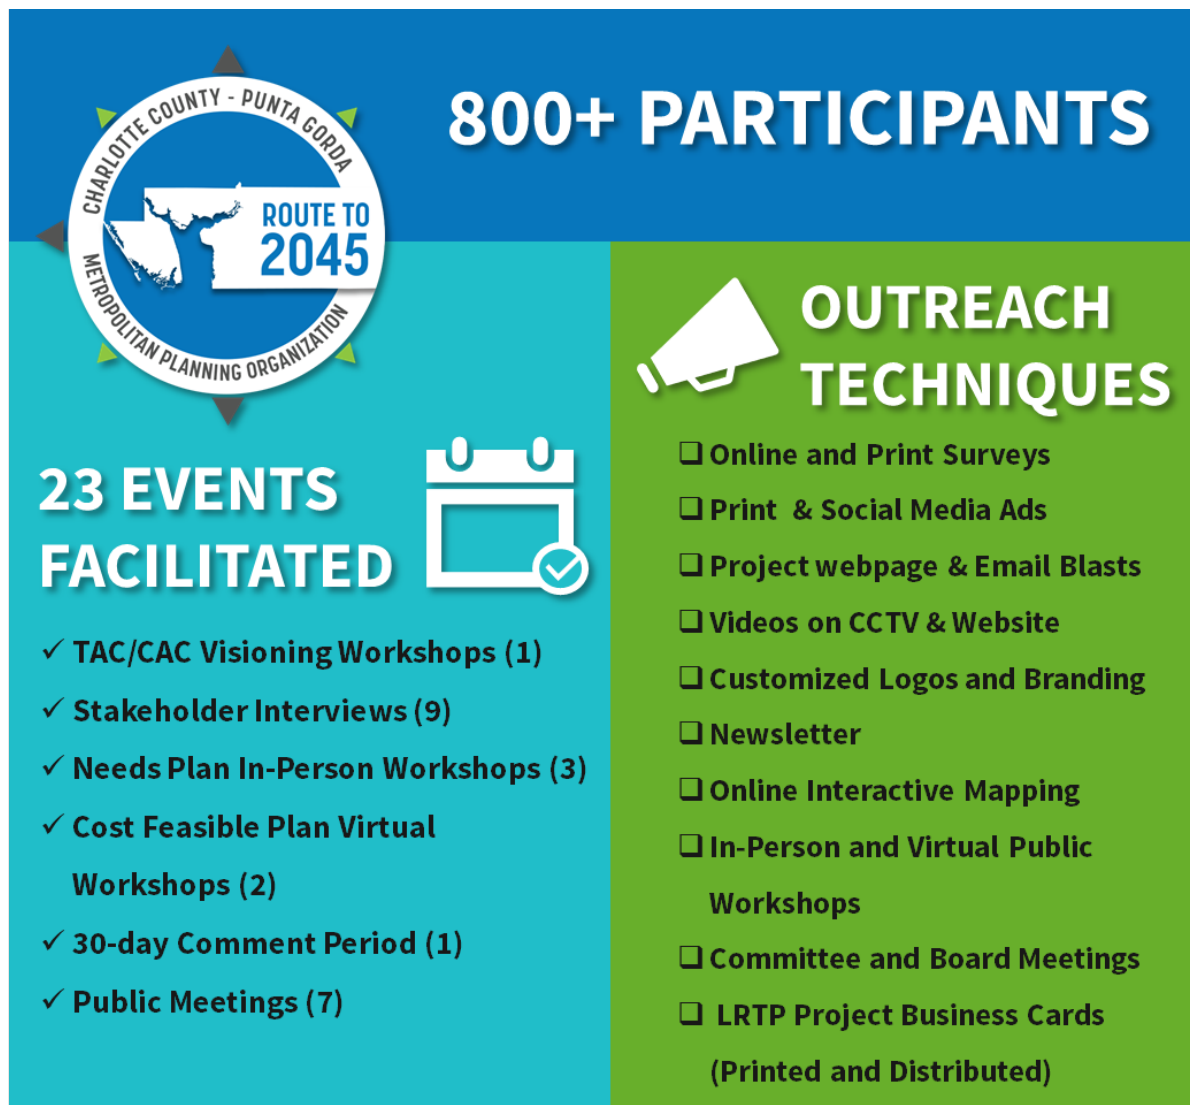 CHARLOTTE COUNTY - PUNTA GORDA
METROPOLITAN PLANNING ORGANIZATION
ROUTE TO
2045
800+ PARTICIPANTS
23 EVENTS
FACILITATED
✓ TAC/CAC Visioning Workshops (1)
✓ Stakeholder Interviews (9)
✓ Needs Plan In-Person Workshops (3)
✓ Cost Feasible Plan Virtual
Workshops (2)
✓ 30-day Comment Period (1)
✓ Public Meetings (7)
OUTREACH
TECHNIQUES
❑ Online and Print Surveys
❑ Print & Social Media Ads
❑ Project webpage & Email Blasts
❑ Videos on CCTV & Website
❑ Customized Logos and Branding
❑ Newsletter
❑ Online Interactive Mapping
❑ In-Person and Virtual Public
Workshops
❑ Committee and Board Meetings
❑ LRTP Project Business Cards
(Printed and Distributed)